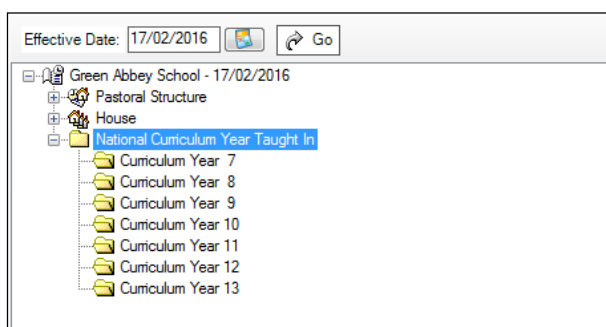 Effective Date: 17/02/2016 Go
Green Abbey School - 17/02/2016
Pastoral Structure
House
National Curriculum Year Taught In
Curriculum Year 7
Curriculum Year 8
Curriculum Year 9
Curriculum Year 10
Curriculum Year 11
Curriculum Year 12
Curriculum Year 13